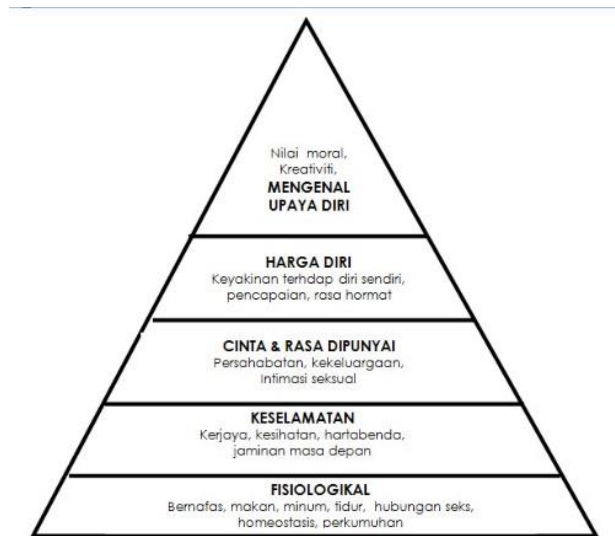 Nilai moral,
Kreativiti,
MENGENAL
UPAYA DIRI
HARGA DIRI
Keyakinan terhdap diri sendiri,
pencapaian, rasa hormat
CINTA & RASA DIPUNYAI
Persahabatan, kekeluargaan,
Intimasi seksual
KESELAMATAN
Kerjaya, kesihatan, hartabenda,
jaminan masa depan
FISIOLOGIKAL
Bernafas, makan, minum, tidur, hubungan seks,
homeostasis, perkumuhan